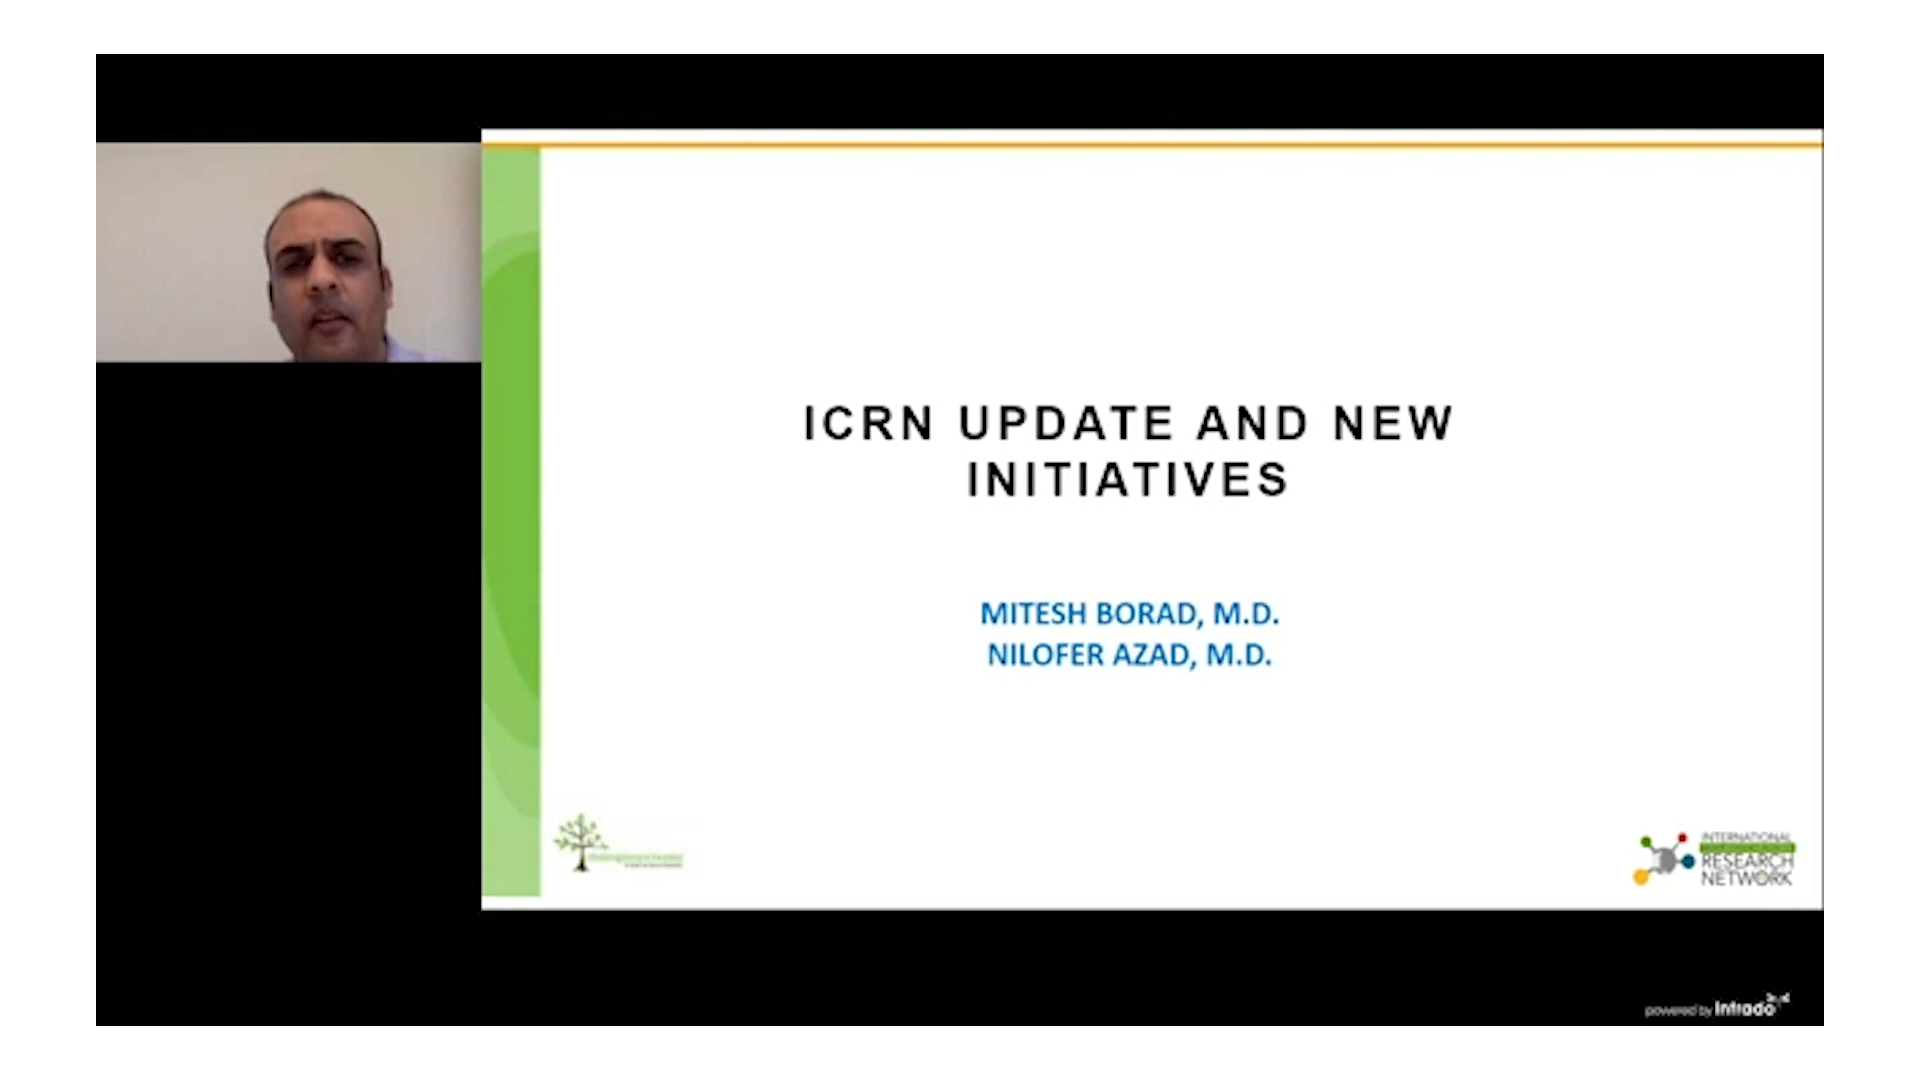 ICRN UPDATE AND NEW
INITIATIVES
MITESH BORAD, M.D.
NILOFER AZAD, M.D.
INTERNATIONAL
RESEARCH
NETWORK
powered by intrado